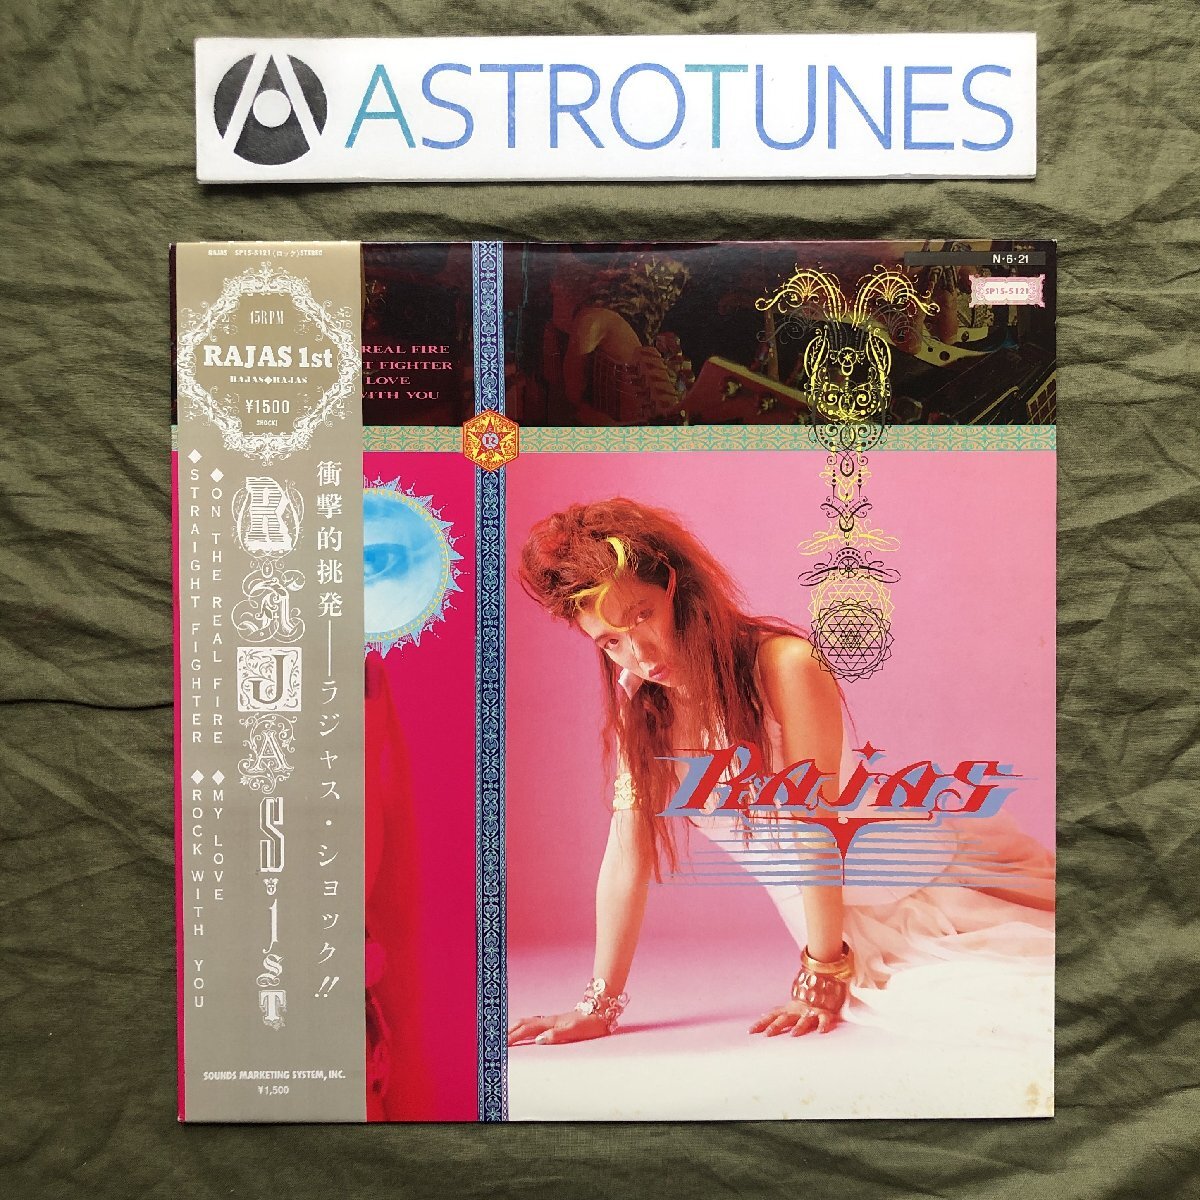 ASTROTUNES
RAJAS SP15-5121 (ロック) STEREO
45RPM
RAJAS 1st
RAJAS◆RAJAS
¥1500
SHOCK!
◆ON THE REAL FIRE ◆MY LOVE
◆STRAIGHT FIGHTER ◆ROCK WITH YOU
RAJAS 1sT
衝撃的挑発──ラジャス・ショック!!
SOUNDS MARKETING SYSTEM, INC.
¥1,500
REAL FIRE
T FIGHTER
LOVE
WITH YOU
R
N・6・21
SP15-5121
RAJAS